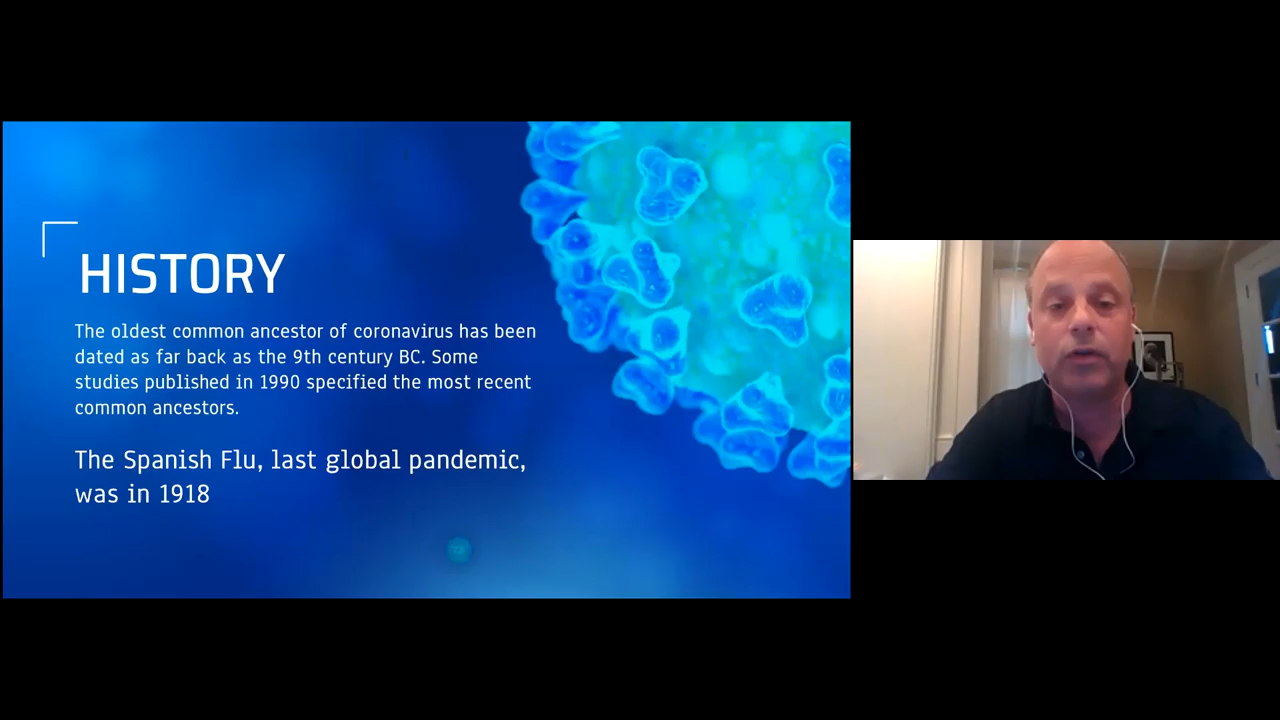 HISTORY
The oldest common ancestor of coronavirus has been
dated as far back as the 9th century BC. Some
studies published in 1990 specified the most recent
common ancestors.
The Spanish Flu, last global pandemic,
was in 1918